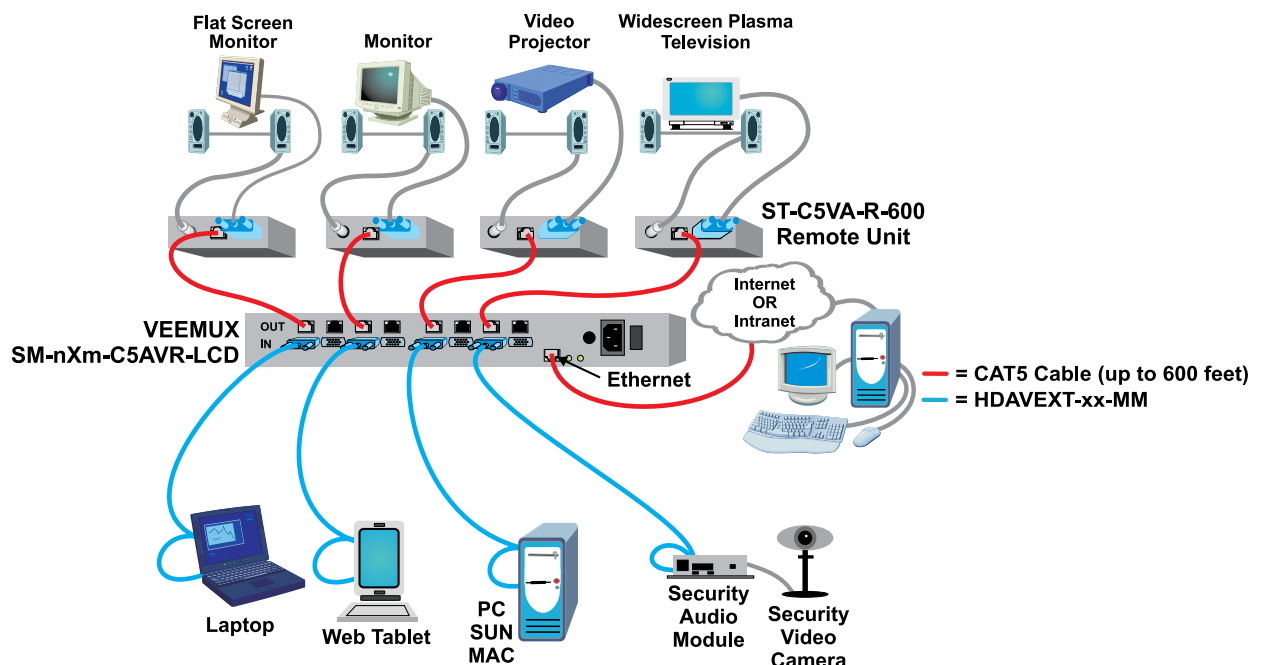 Flat Screen
Monitor
Monitor
Video
Projector
Widescreen Plasma
Television
ST-C5VA-R-600
Remote Unit
Internet
OR
Intranet
VEEMUX
SM-nXm-C5AVR-LCD
OUT
IN
Ethernet
= CAT5 Cable (up to 600 feet)
= HDAVEXT-xx-MM
Laptop
Web Tablet
PC
SUN
MAC
Security
Audio
Module
Security
Video
Camera